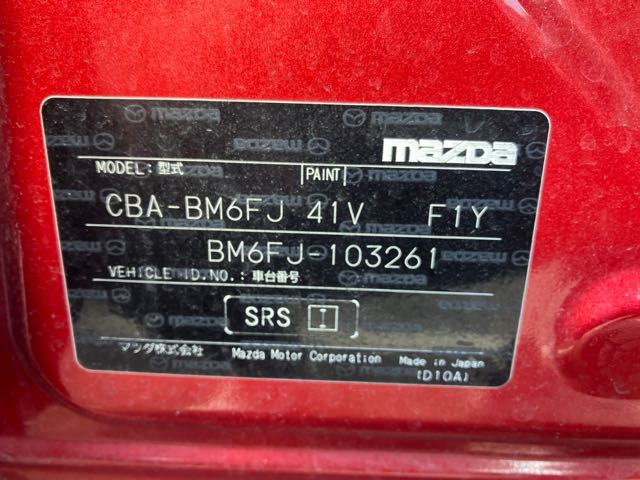 mazda
MODEL: 型式 PAINT
CBA-BM6FJ 41V F1Y
BM6FJ-103261
VEHICLE ID.NO.: 車台番号
SRS I
マツダ株式会社 Mazda Motor Corporation Made in Japan
(D10A)